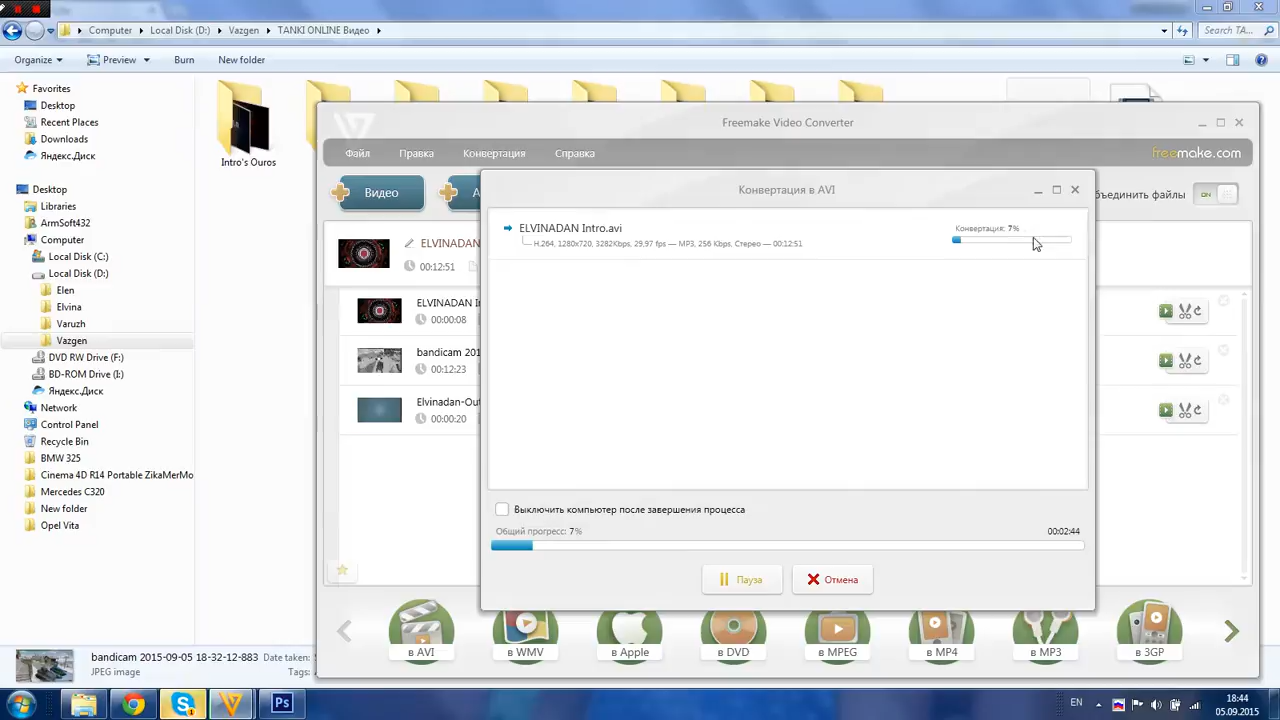 Computer
Local Disk (D:)
Vazgen
TANKI ONLINE Видео
Search TA...
Organize
Preview
Burn
New folder
Favorites
Desktop
Recent Places
Downloads
Яндекс.Диск
Desktop
Libraries
ArmSoft432
Computer
Local Disk (C:)
Local Disk (D:)
Elen
Elvina
Varuzh
Vazgen
DVD RW Drive (F:)
BD-ROM Drive (I:)
Яндекс.Диск
Network
Control Panel
Recycle Bin
BMW 325
Cinema 4D R14 Portable ZikaMerMo
Mercedes C320
New folder
Opel Vita
Intro's Ouros
Freemake Video Converter
Файл
Правка
Конвертация
Справка
freemake.com
Видео
объединить файлы
ON
ELVINADAN
00:12:51
ELVINADAN I
00:00:08
bandicam 201
00:12:23
Elvinadan-Out
00:00:20
Конвертация в AVI
ELVINADAN Intro.avi
H.264, 1280x720, 3282Kbps, 29,97 fps — MP3, 256 Kbps, Стерео — 00:12:51
Конвертация: 7%
Выключить компьютер после завершения процесса
Общий прогресс: 7%
00:02:44
Пауза
Отмена
в AVI
в WMV
в Apple
в DVD
в MPEG
в MP4
в MP3
в 3GP
bandicam 2015-09-05 18-32-12-883
Date taken:
JPEG image
Tags:
Ps
EN
18:44
05.09.2015